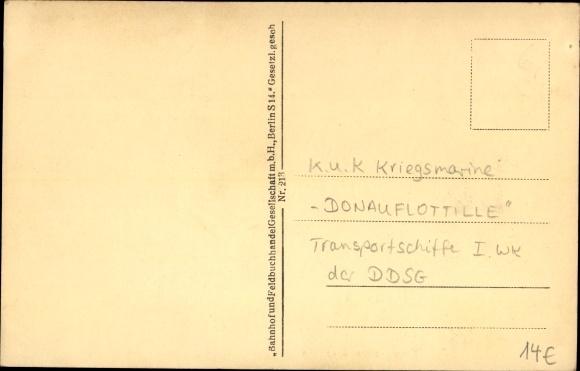 „Bahnhof und Feldbuchhandel Gesellschaft m.b.H., „Berlin S 14.“ Gesetzl. gesch
Nr. 213
K.u.K Kriegsmarine
-DONAUFLOTTILLE"
Transportschiffe I. WK
der DDSG
14€